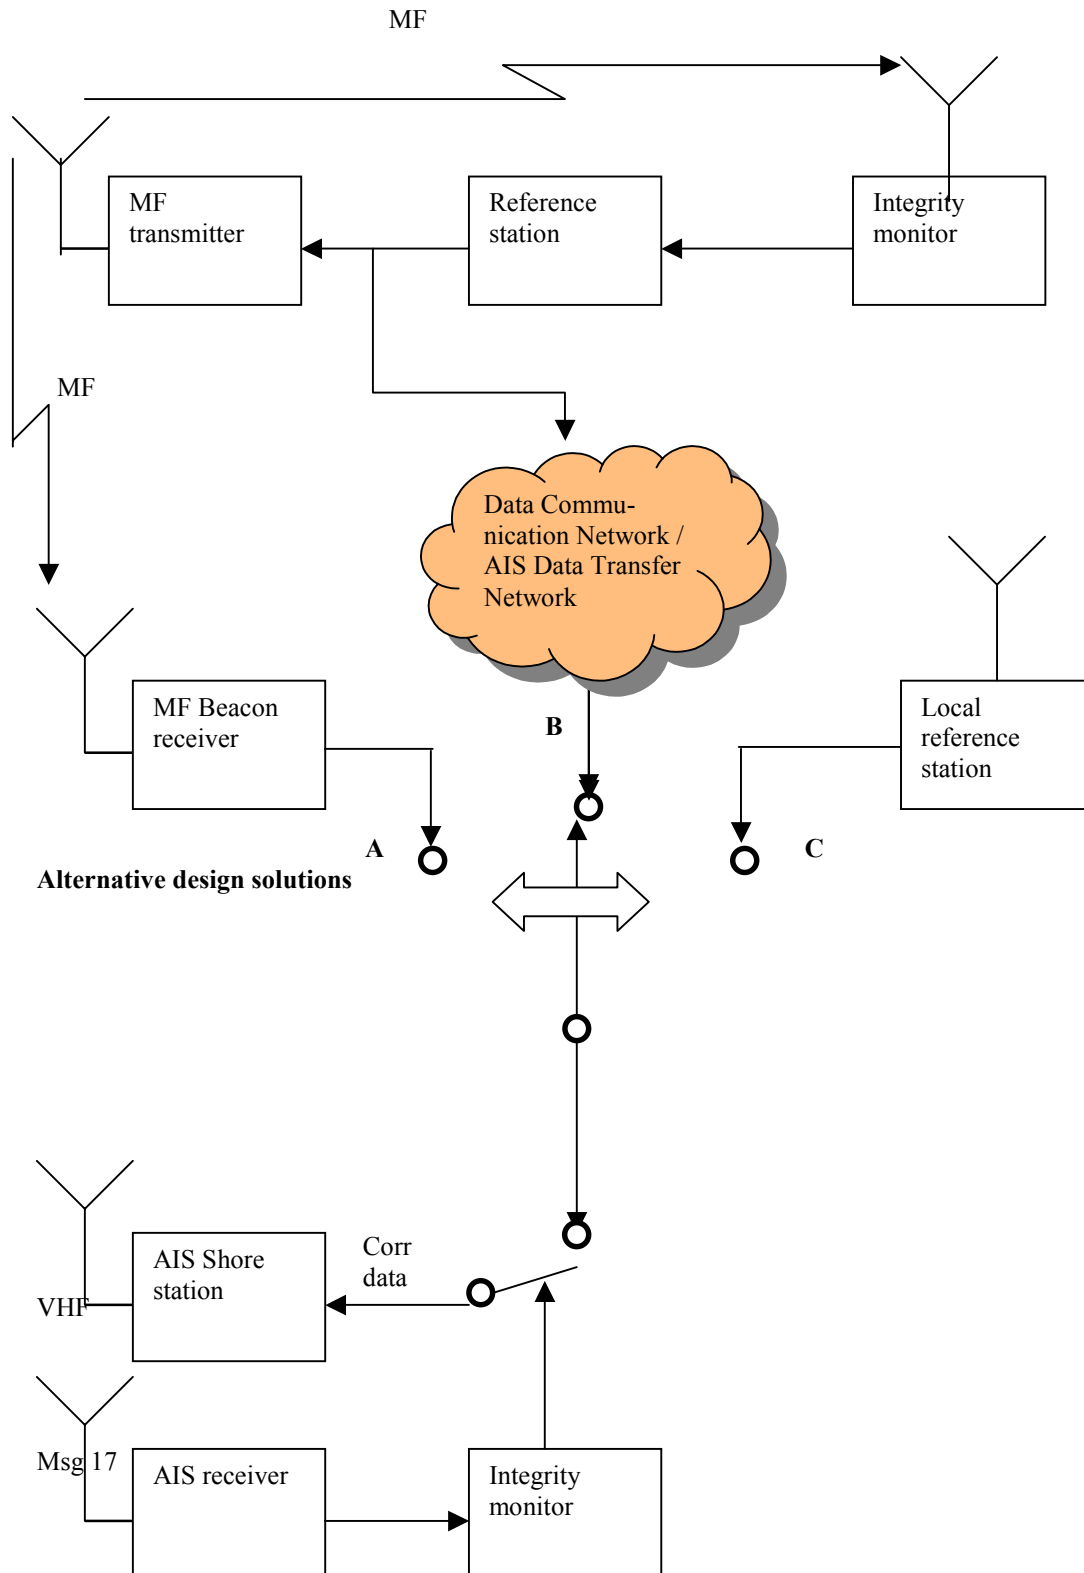 MF
MF
transmitter
Reference
station
Integrity
monitor
MF
Data Commu-
nication Network /
AIS Data Transfer
Network
MF Beacon
receiver
B
Local
reference
station
A
C
Alternative design solutions
AIS Shore
station
Corr
data
VHF
Msg 17
AIS receiver
Integrity
monitor